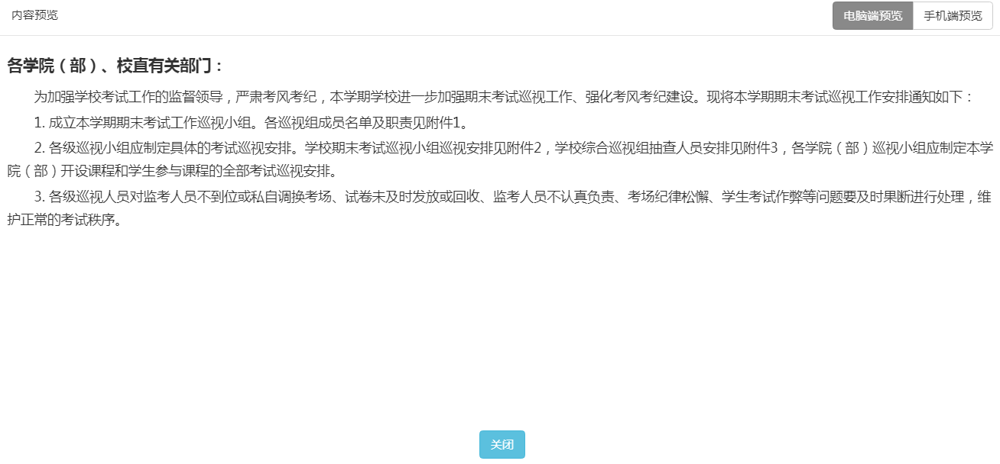 内容预览
电脑端预览 手机端预览
各学院（部）、校直有关部门：
为加强学校考试工作的监督领导，严肃考风考纪，本学期学校进一步加强期末考试巡视工作、强化考风考纪建设。现将本学期期末考试巡视工作安排通知如下：
1. 成立本学期期末考试工作巡视小组。各巡视组成员名单及职责见附件1。
2. 各级巡视小组应制定具体的考试巡视安排。学校期末考试巡视小组巡视安排见附件2，学校综合巡视组抽查人员安排见附件3，各学院（部）巡视小组应制定本学
院（部）开设课程和学生参与课程的全部考试巡视安排。
3. 各级巡视人员对监考人员不到位或私自调换考场、试卷未及时发放或回收、监考人员不认真负责、考场纪律松懈、学生考试作弊等问题要及时果断进行处理，维
护正常的考试秩序。
关闭